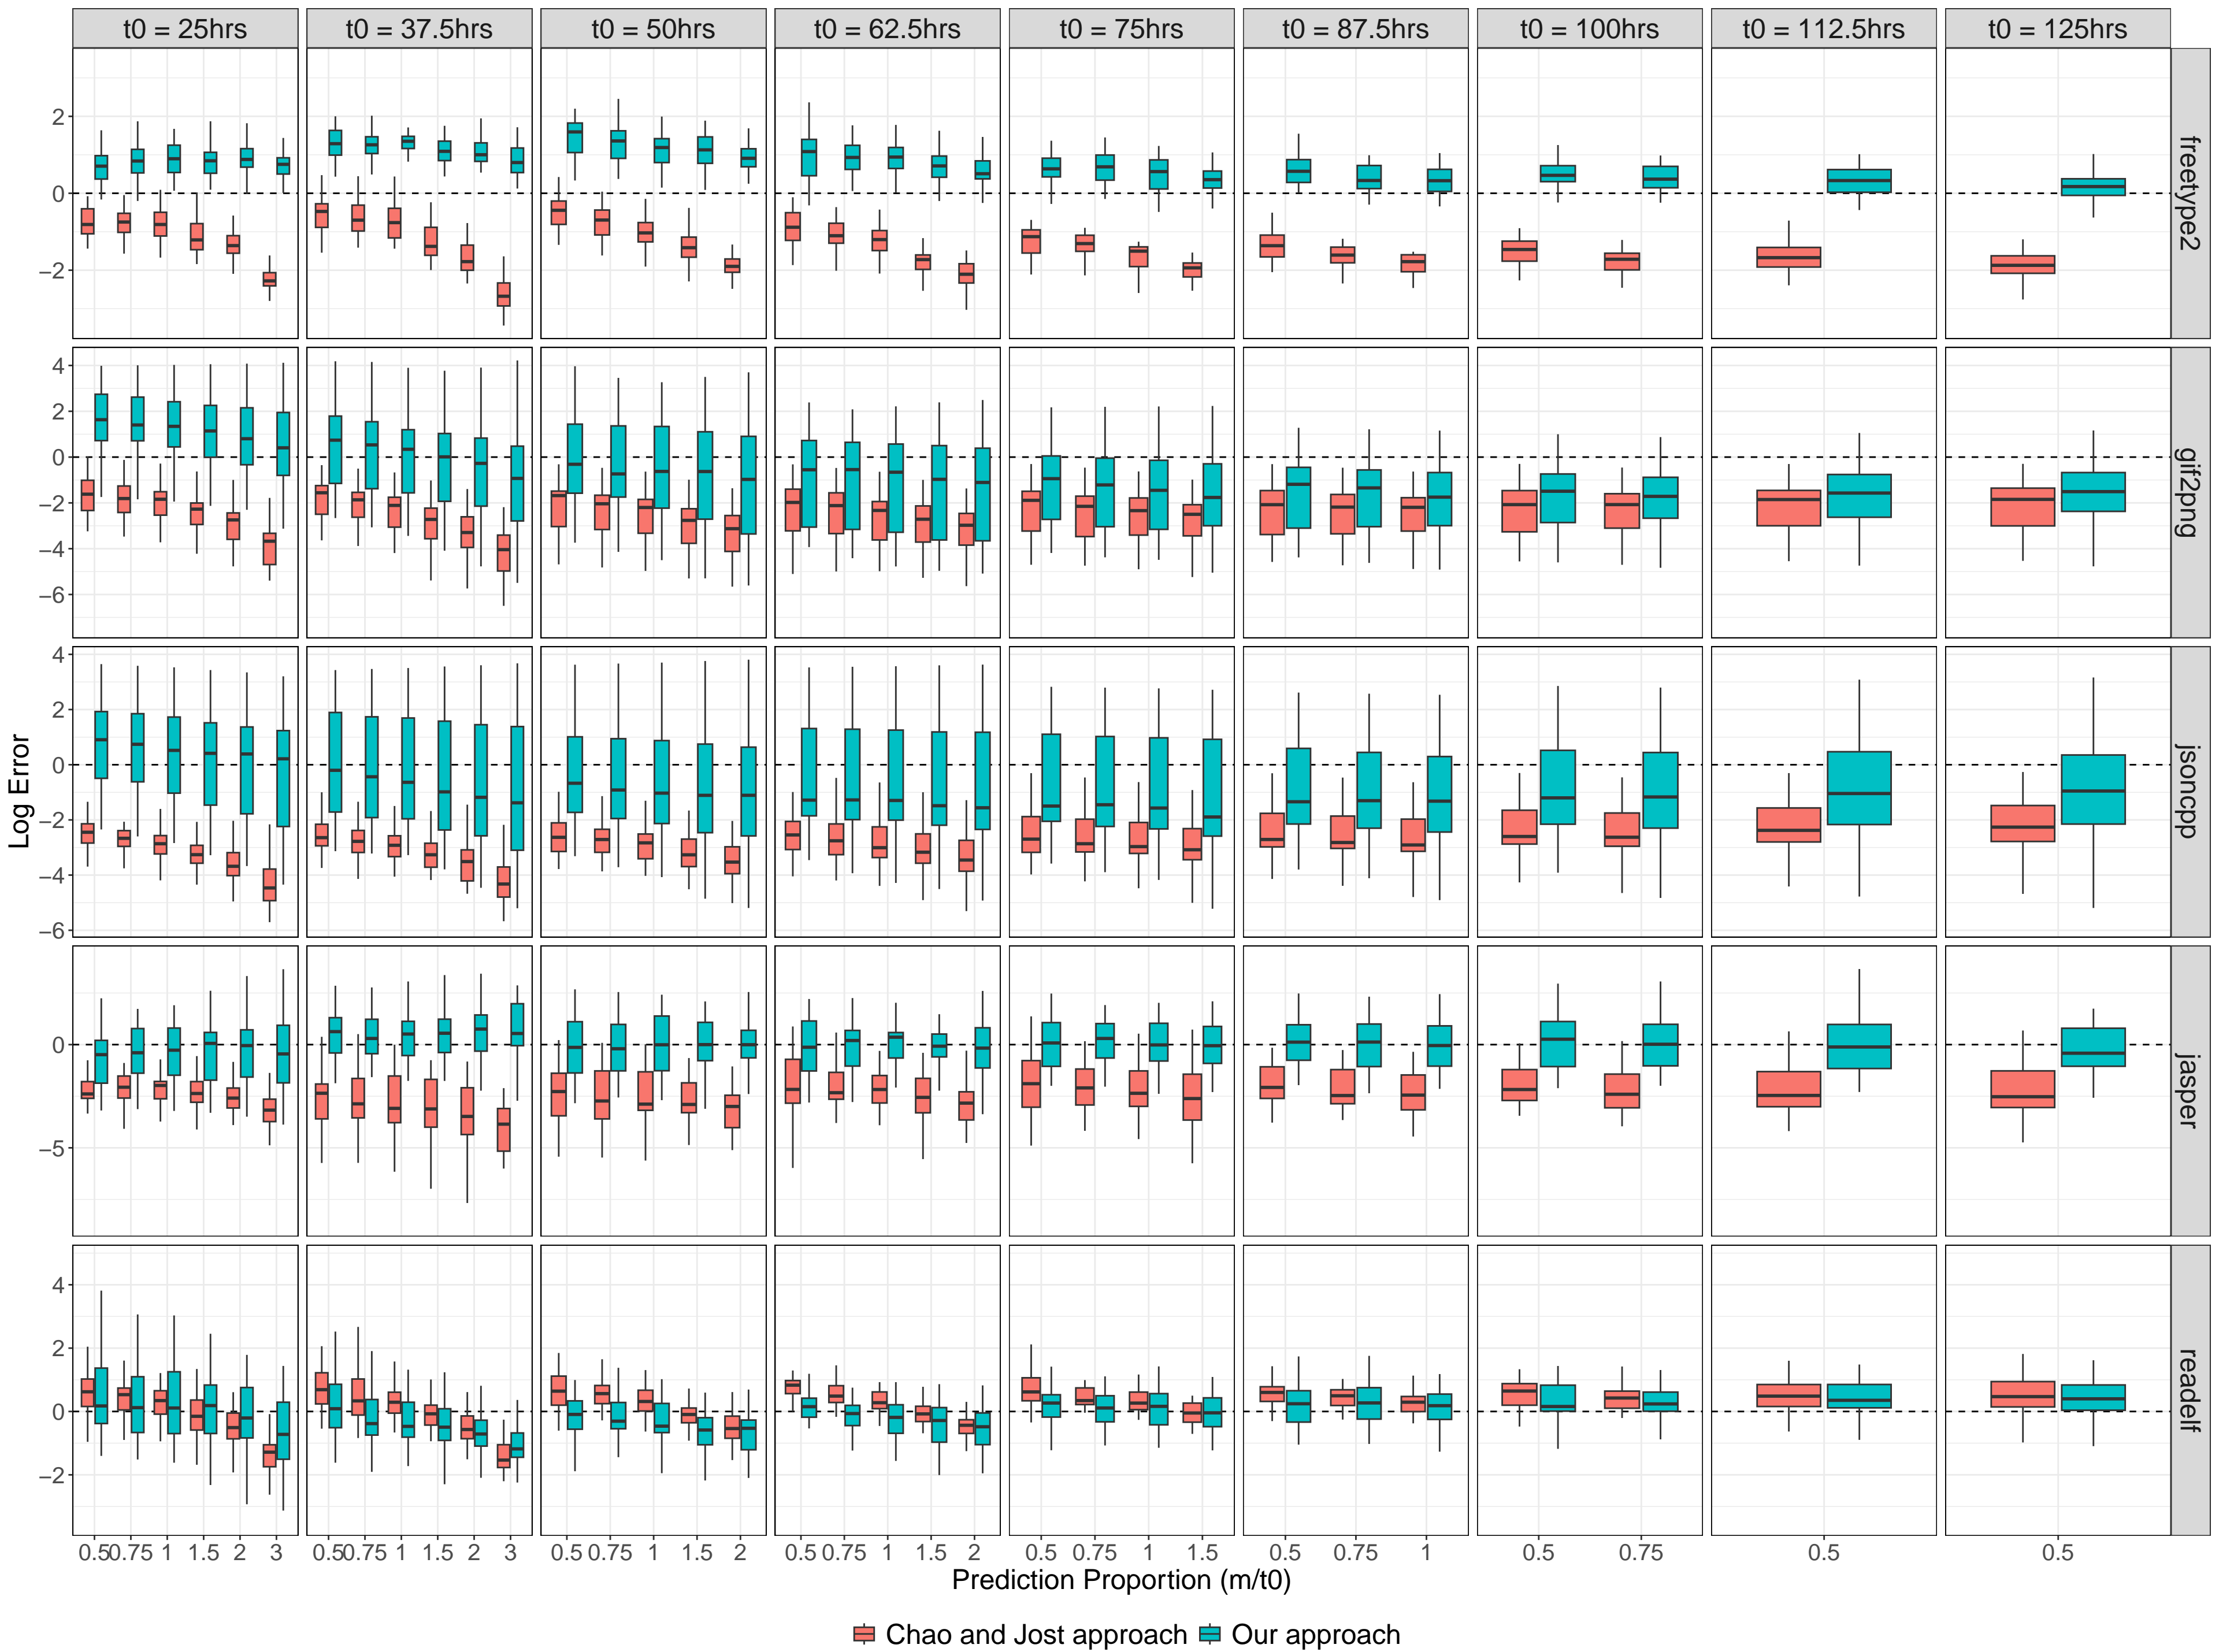 t0 = 25hrs t0 = 37.5hrs t0 = 50hrs t0 = 62.5hrs t0 = 75hrs t0 = 87.5hrs t0 = 100hrs t0 = 112.5hrs t0 = 125hrs
2
0
−2
freetype2
4
2
0
−2
−4
−6
gif2png
4
2
0
−2
−4
−6
jsoncpp
Log Error
0
−5
jasper
4
2
0
−2
readelf
0.5 0.75 1 1.5 2 3 0.5 0.75 1 1.5 2 3 0.5 0.75 1 1.5 2 0.5 0.75 1 1.5 2 0.5 0.75 1 1.5 0.5 0.75 1 0.5 0.75 0.5 0.5
Prediction Proportion (m/t0)
Chao and Jost approach Our approach